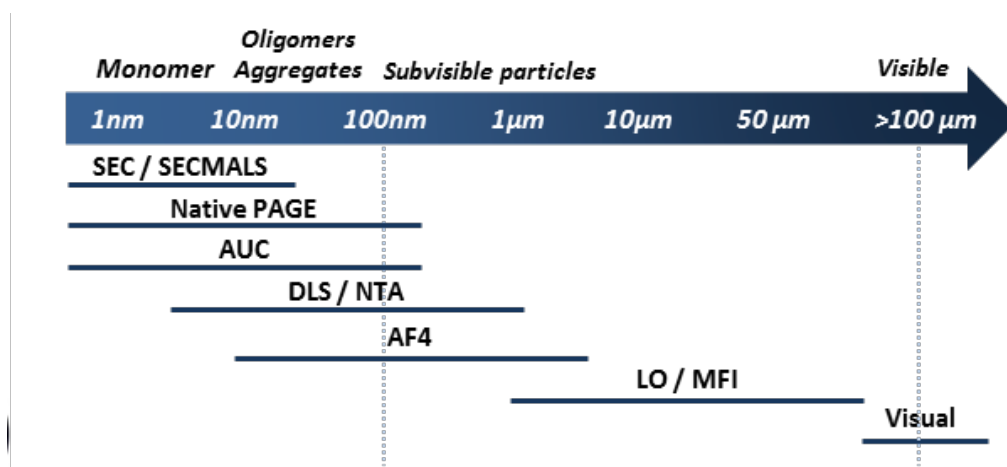 Oligomers
Monomer Aggregates Subvisible particles Visible
1nm 10nm 100nm 1μm 10μm 50 μm >100 μm
SEC / SECMALS
Native PAGE
AUC
DLS / NTA
AF4
LO / MFI
Visual